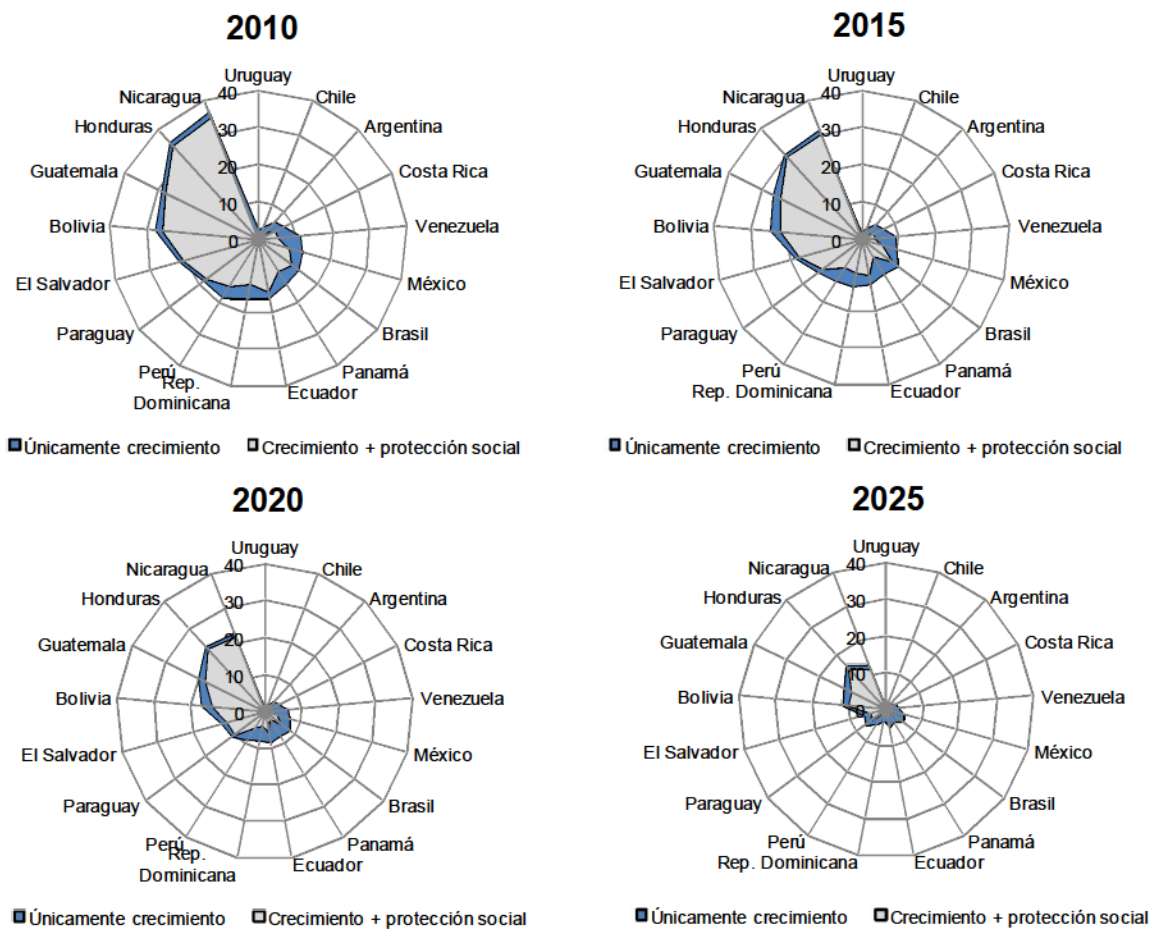 2010
Uruguay
Chile
Argentina
Costa Rica
Venezuela
México
Brasil
Panamá
Ecuador
Rep.
Dominicana
Perú
Paraguay
El Salvador
Bolivia
Guatemala
Honduras
Nicaragua
40
30
20
10
0
Únicamente crecimiento
Crecimiento + protección social
2015
Uruguay
Chile
Argentina
Costa Rica
Venezuela
México
Brasil
Panamá
Ecuador
Rep. Dominicana
Perú
Paraguay
El Salvador
Bolivia
Guatemala
Honduras
Nicaragua
40
30
20
10
0
Únicamente crecimiento
Crecimiento + protección social
2020
Uruguay
Chile
Argentina
Costa Rica
Venezuela
México
Brasil
Panamá
Ecuador
Rep.
Dominicana
Perú
Paraguay
El Salvador
Bolivia
Guatemala
Honduras
Nicaragua
40
30
20
10
0
Únicamente crecimiento
Crecimiento + protección social
2025
Uruguay
Chile
Argentina
Costa Rica
Venezuela
México
Brasil
Panamá
Ecuador
Rep. Dominicana
Perú
Paraguay
El Salvador
Bolivia
Guatemala
Honduras
Nicaragua
40
30
20
10
0
Únicamente crecimiento
Crecimiento + protección social